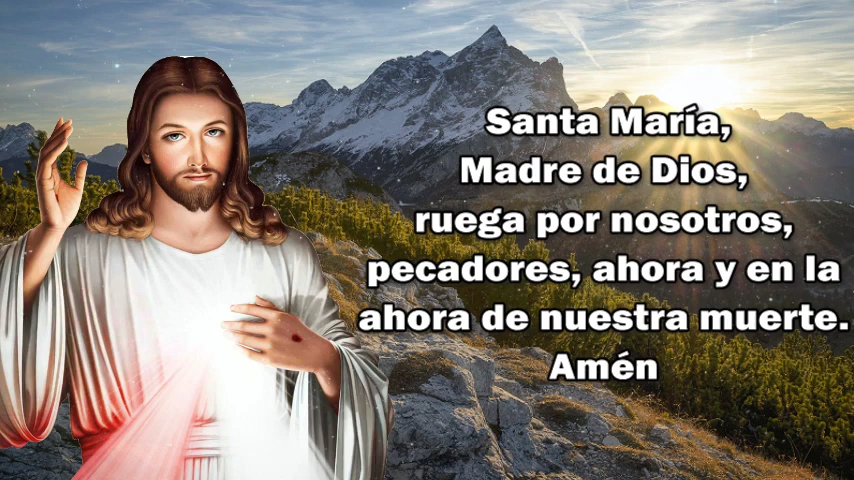 Santa María,
Madre de Dios,
ruega por nosotros,
pecadores, ahora y en la
ahora de nuestra muerte.
Amén